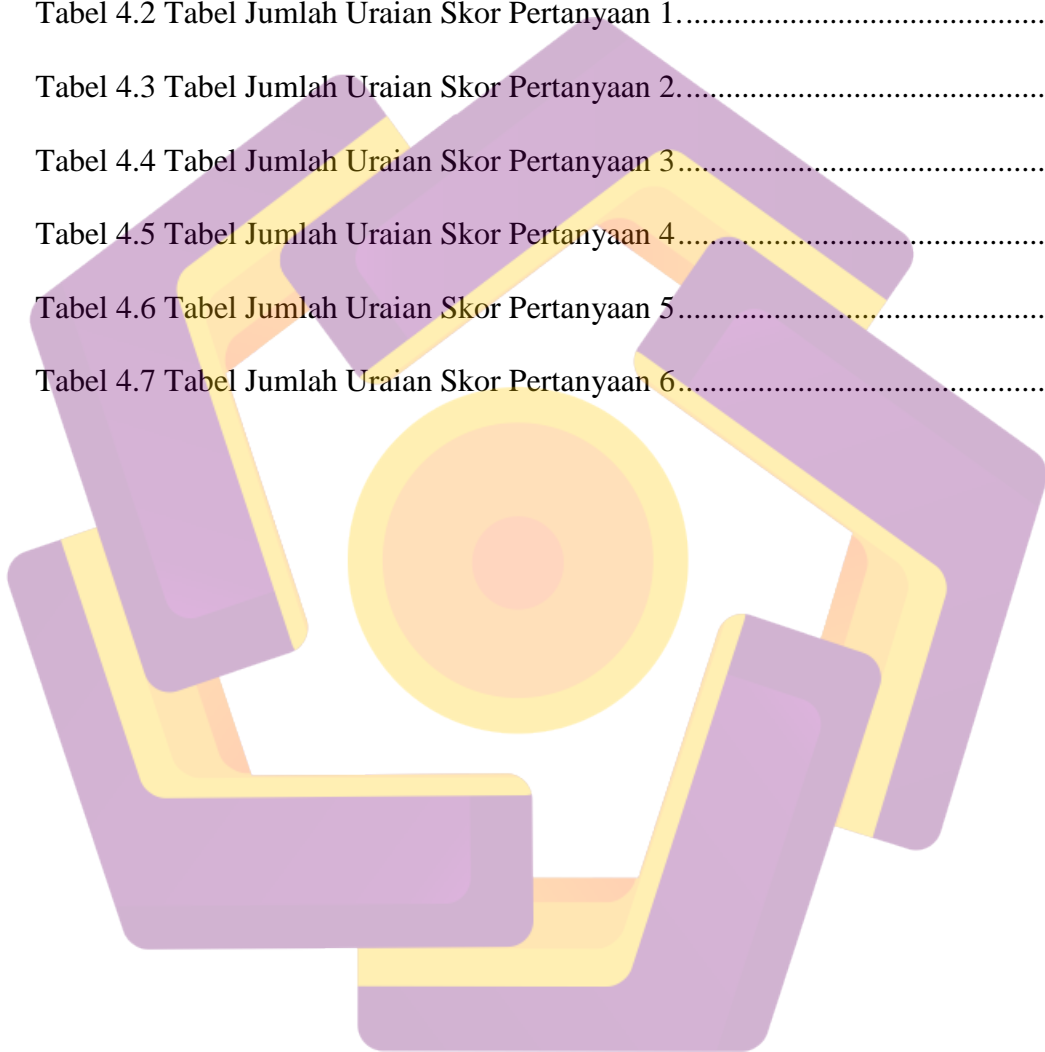 Tabel 4.2 Tabel Jumlah Uraian Skor Pertanyaan 1.........................................
Tabel 4.3 Tabel Jumlah Uraian Skor Pertanyaan 2.........................................
Tabel 4.4 Tabel Jumlah Uraian Skor Pertanyaan 3.........................................
Tabel 4.5 Tabel Jumlah Uraian Skor Pertanyaan 4.........................................
Tabel 4.6 Tabel Jumlah Uraian Skor Pertanyaan 5.........................................
Tabel 4.7 Tabel Jumlah Uraian Skor Pertanyaan 6.........................................